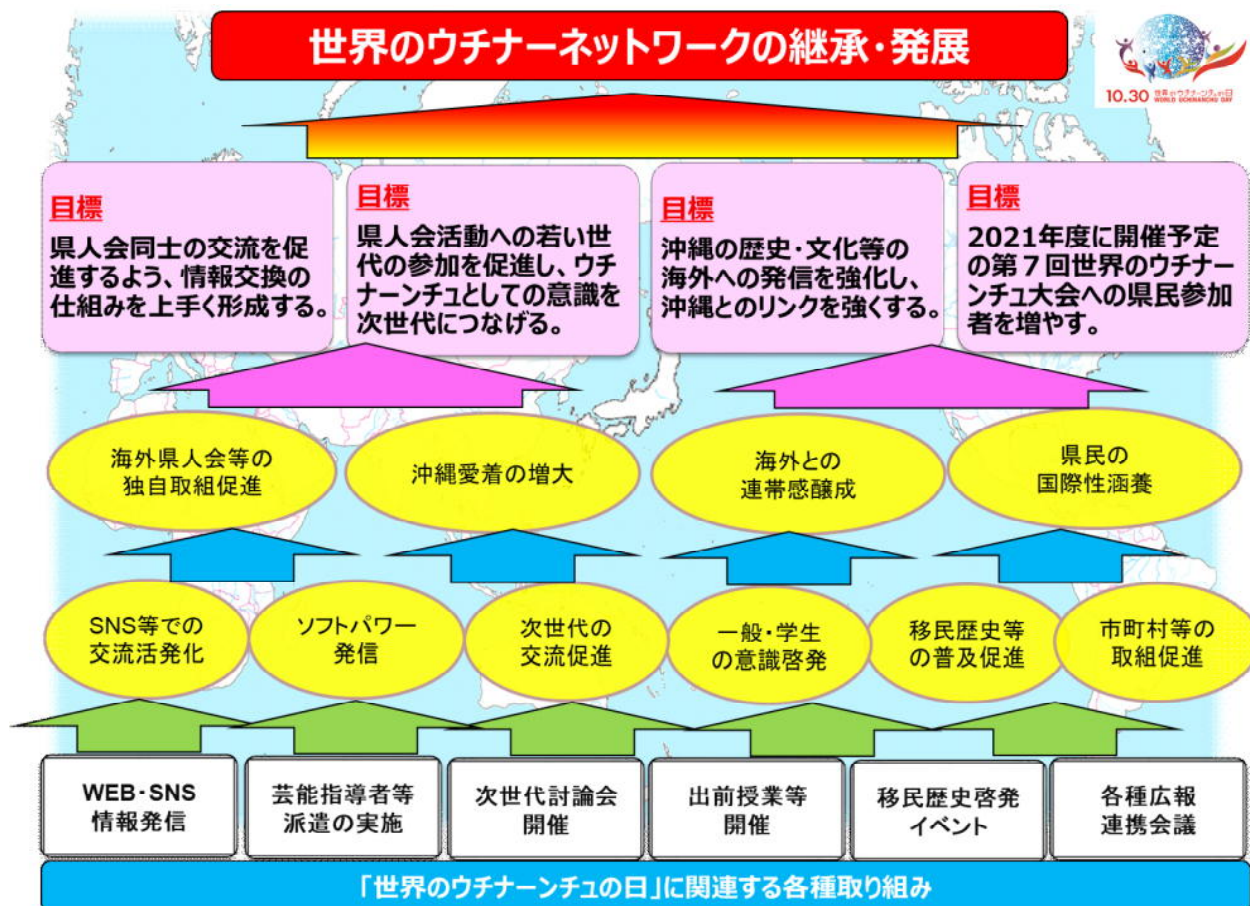 世界のウチナーネットワークの継承・発展
10.30 世界のウチナーンチュの日
WORLD UCHINANCHU DAY
目標
県人会同士の交流を促
進するよう、情報交換の
仕組みを上手く形成する。
目標
県人会活動への若い世
代の参加を促進し、ウチ
ナーンチュとしての意識を
次世代につなげる。
目標
沖縄の歴史・文化等の
海外への発信を強化し、
沖縄とのリンクを強くする。
目標
2021年度に開催予定
の第7回世界のウチナー
ンチュ大会への県民参加
者を増やす。
海外県人会等の
独自取組促進
沖縄愛着の増大
海外との
連帯感醸成
県民の
国際性涵養
SNS等での
交流活発化
ソフトパワー
発信
次世代の
交流促進
一般・学生
の意識啓発
移民歴史等
の普及促進
市町村等の
取組促進
WEB・SNS
情報発信
芸能指導者等
派遣の実施
次世代討論会
開催
出前授業等
開催
移民歴史啓発
イベント
各種広報
連携会議
「世界のウチナーンチュの日」に関連する各種取り組み